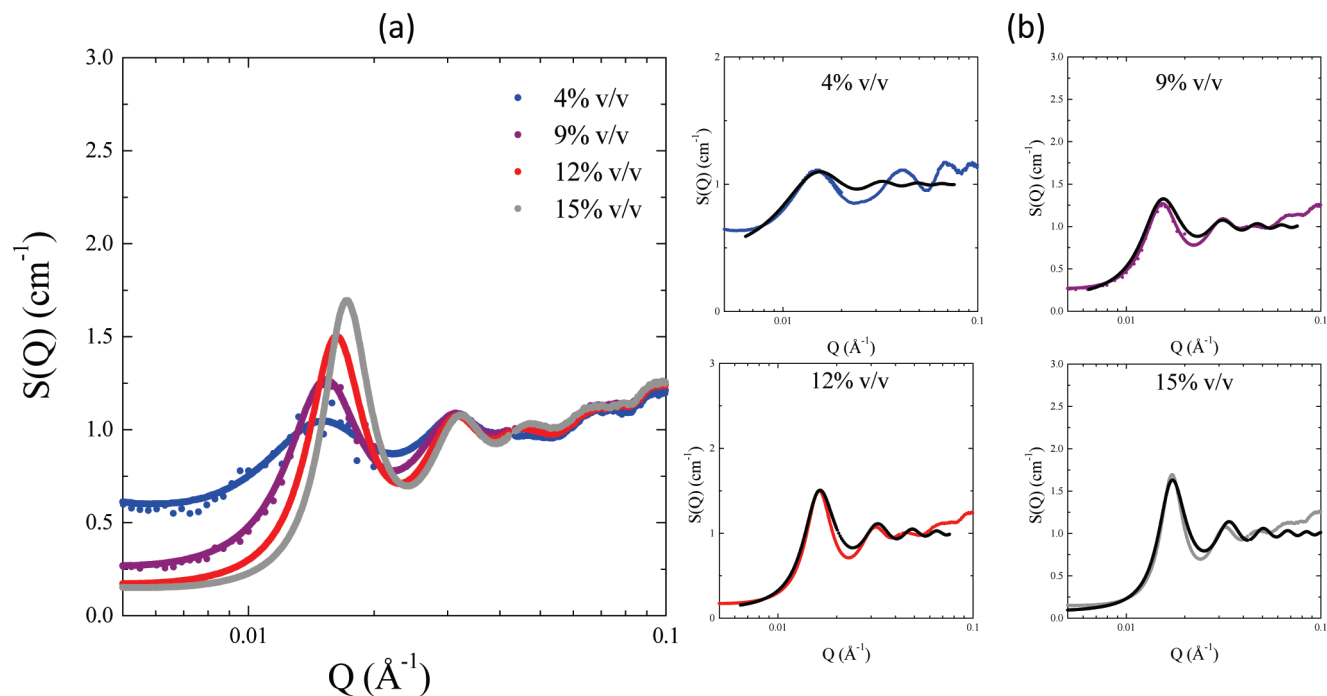 (a)
3.0
2.5
2.0
1.5
1.0
0.5
0.0
S(Q) (cm⁻¹)
4% v/v
9% v/v
12% v/v
15% v/v
0.01
0.1
Q (Å⁻¹)
(b)
4% v/v
2
1
0
S(Q) (cm⁻¹)
0.01
0.1
Q (Å⁻¹)
9% v/v
3.0
2.5
2.0
1.5
1.0
0.5
0.0
S(Q) (cm⁻¹)
0.01
0.1
Q (Å⁻¹)
12% v/v
3
2
1
0
S(Q) (cm⁻¹)
0.01
0.1
Q (Å⁻¹)
15% v/v
3.0
2.5
2.0
1.5
1.0
0.5
0.0
S(Q) (cm⁻¹)
0.01
0.1
Q (Å⁻¹)